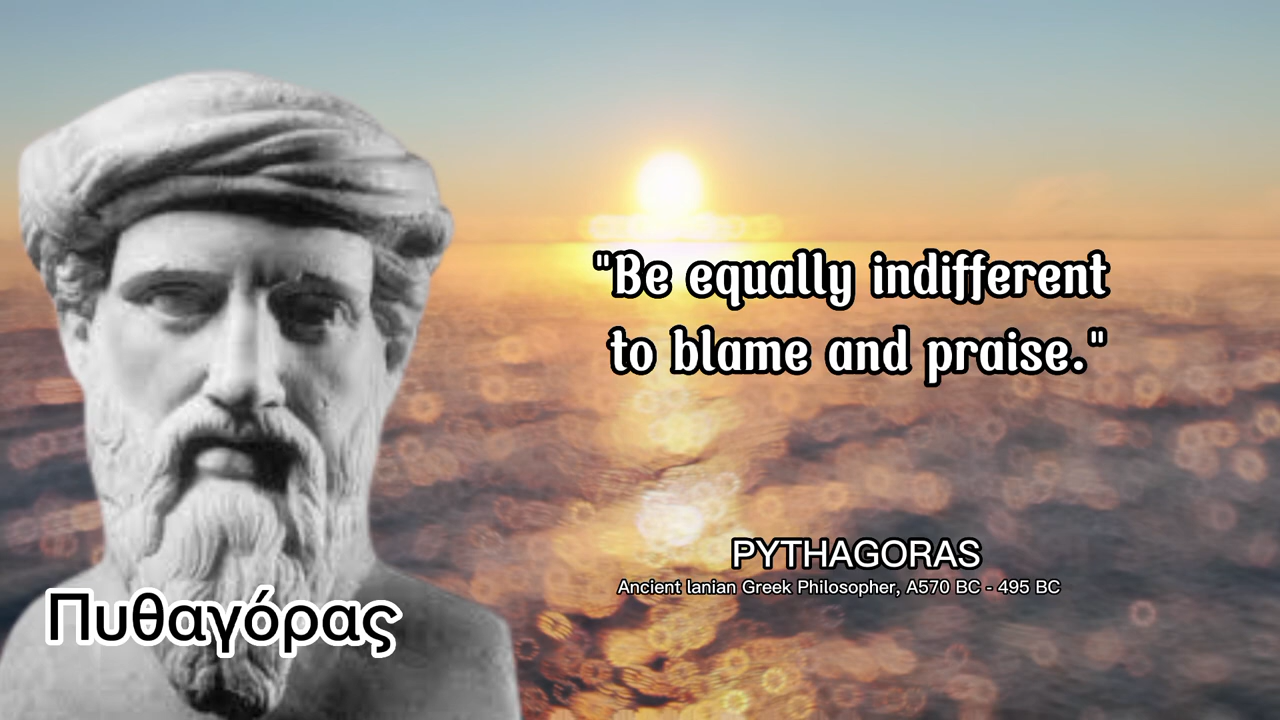 "Be equally indifferent
to blame and praise."
PYTHAGORAS
Ancient lanian Greek Philosopher, A570 BC - 495 BC
Πυθαγόρας